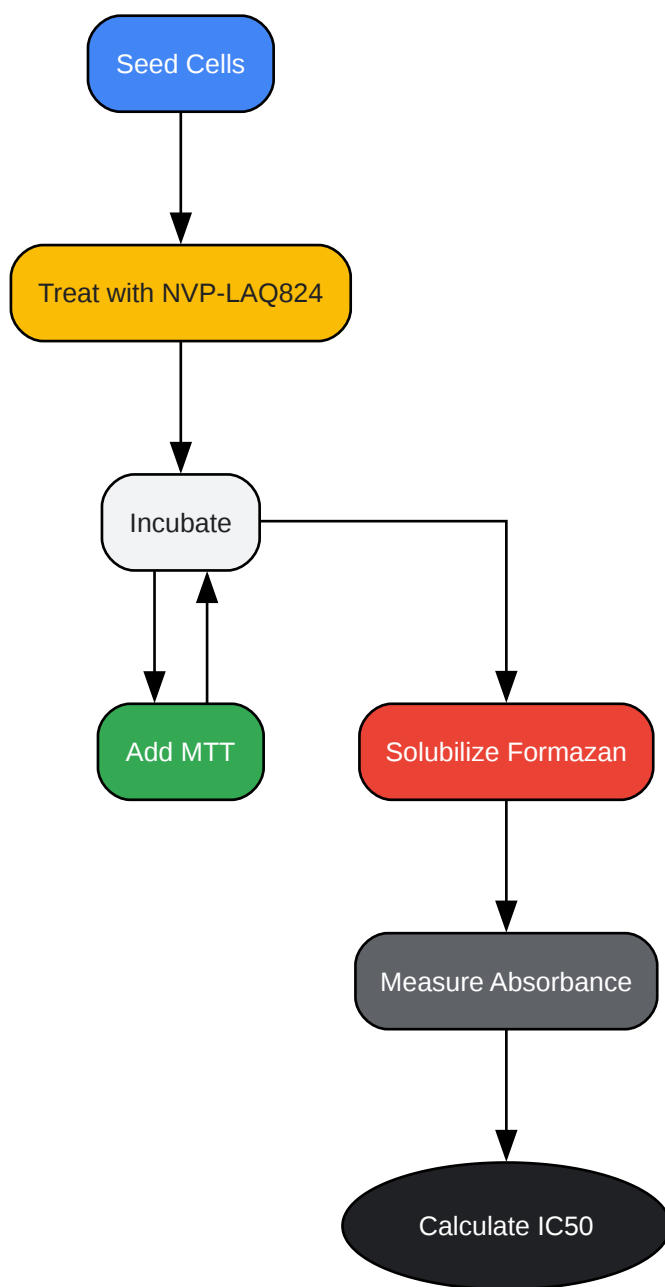 Seed Cells
Treat with NVP-LAQ824
Incubate
Add MTT
Solubilize Formazan
Measure Absorbance
Calculate IC50